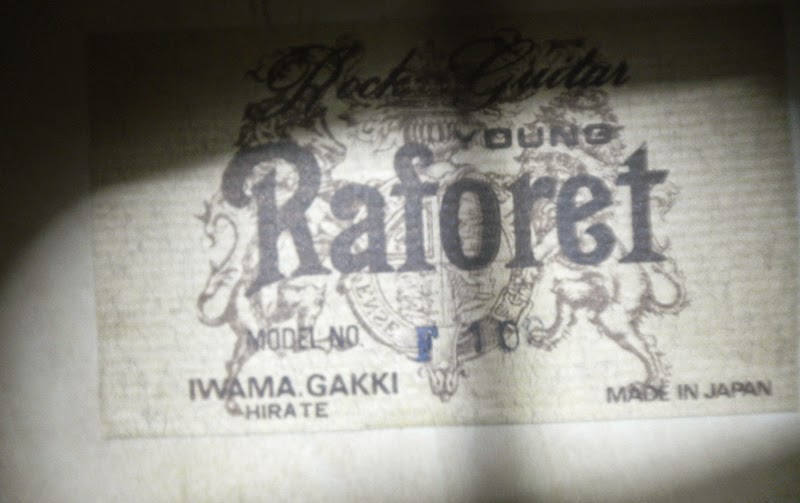 Rock Guitar
YOUNG
Raforet
MODEL NO. F 10
IWAMA.GAKKI
HIRATE
MADE IN JAPAN